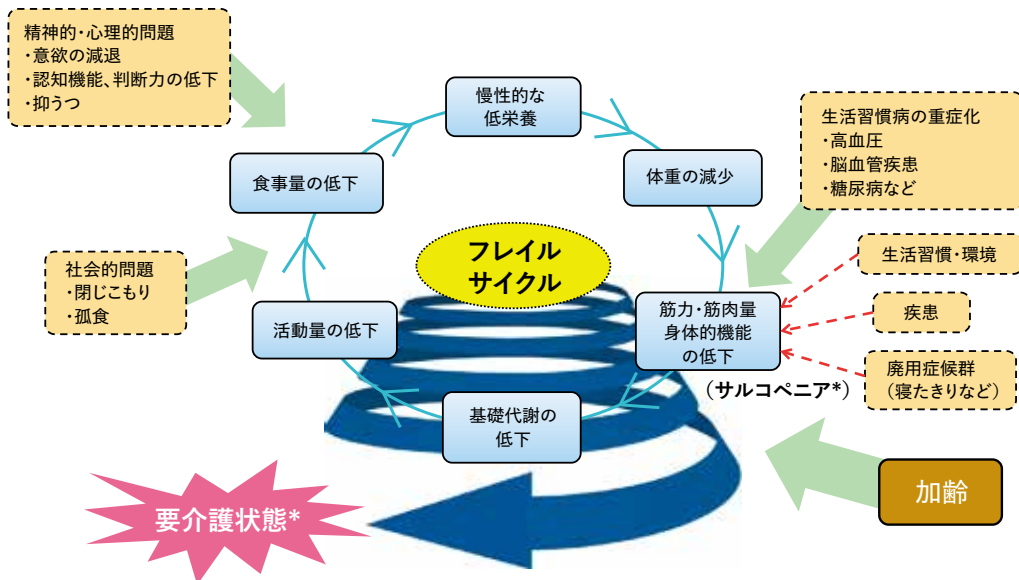 精神的・心理的問題
・意欲の減退
・認知機能、判断力の低下
・抑うつ
慢性的な
低栄養
生活習慣病の重症化
・高血圧
・脳血管疾患
・糖尿病など
食事量の低下
体重の減少
フレイル
サイクル
社会的問題
・閉じこもり
・孤食
生活習慣・環境
活動量の低下
筋力・筋肉量
身体的機能
の低下
疾患
廃用症候群
（寝たきりなど）
（サルコペニア*）
基礎代謝の
低下
加齢
要介護状態*